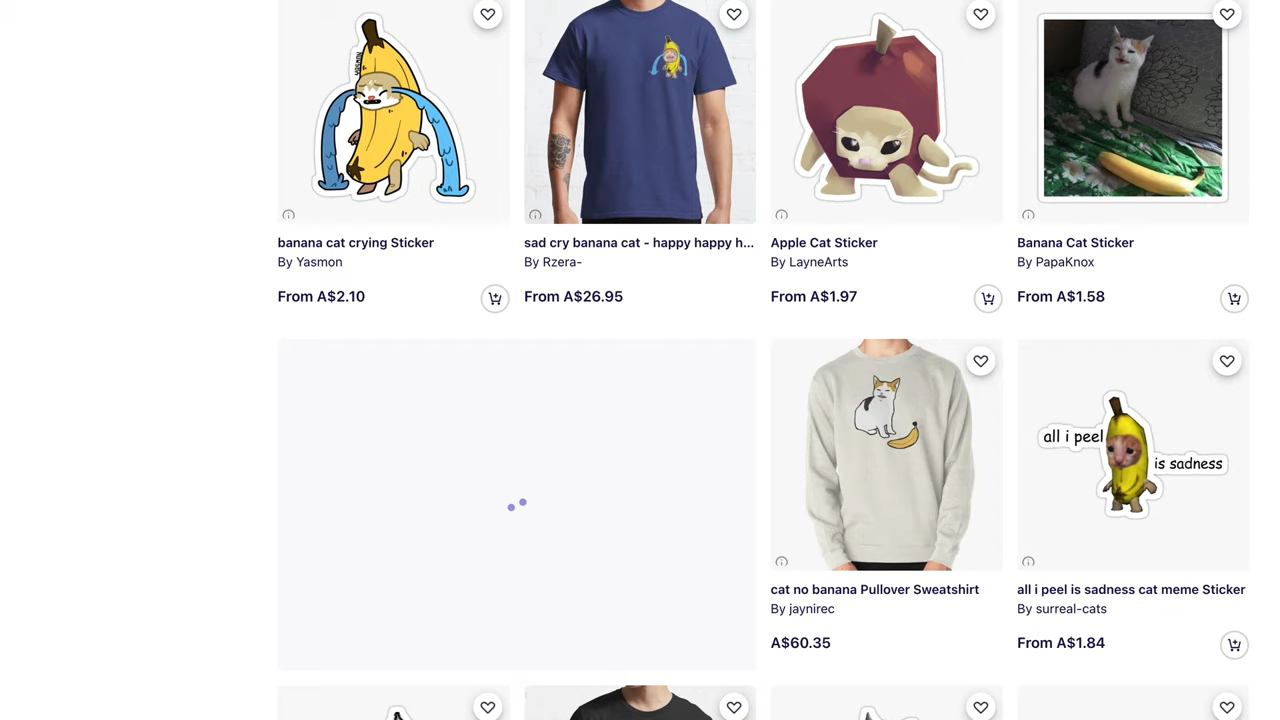 YASMON
banana cat crying Sticker
By Yasmon
From A$2.10
sad cry banana cat - happy happy h...
By Rzera-
From A$26.95
Apple Cat Sticker
By LayneArts
From A$1.97
Banana Cat Sticker
By PapaKnox
From A$1.58
cat no banana Pullover Sweatshirt
By jaynirec
A$60.35
all i peel
is sadness
all i peel is sadness cat meme Sticker
By surreal-cats
From A$1.84